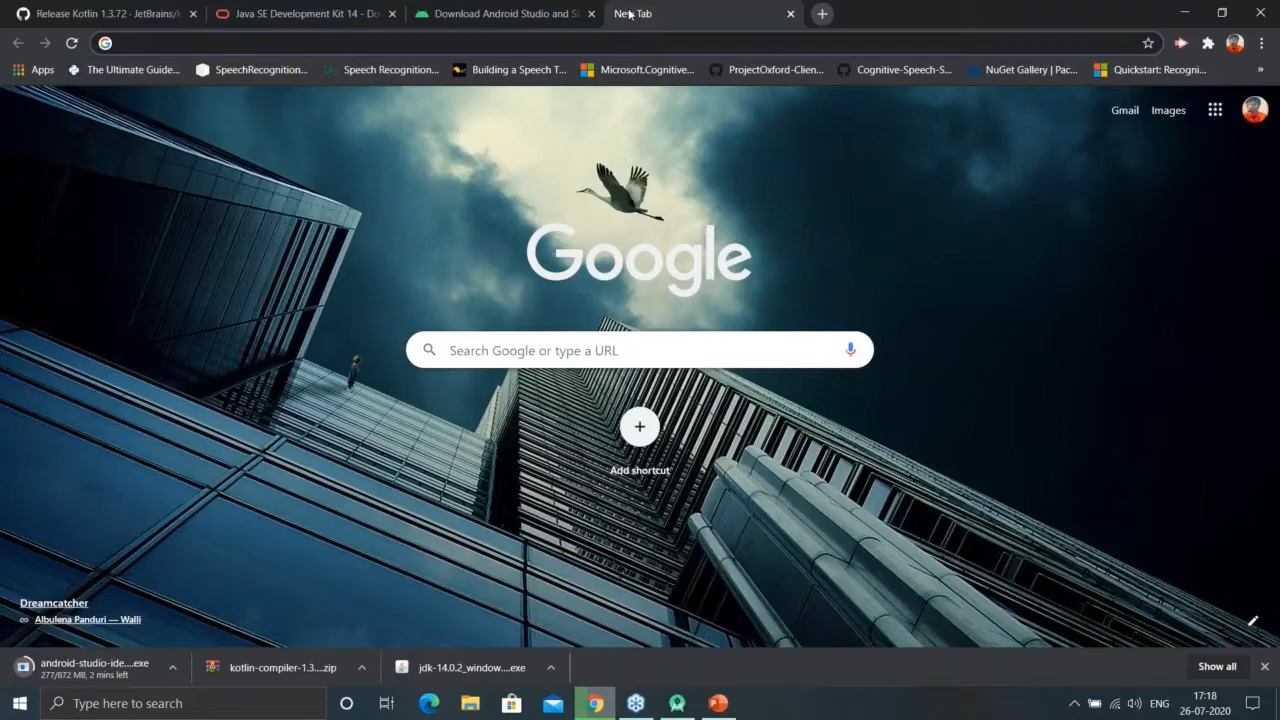 Release Kotlin 1.3.72 · JetBrains/k
Java SE Development Kit 14 - Do
Download Android Studio and S
New Tab
Apps
The Ultimate Guide...
SpeechRecognition...
Speech Recognition...
Building a Speech T...
Microsoft.Cognitive...
ProjectOxford-Clien...
Cognitive-Speech-S...
NuGet Gallery | Pac...
Quickstart: Recogni...
»
Gmail
Images
Google
Search Google or type a URL
Add shortcut
Dreamcatcher
Albulena Panduri — Walli
android-studio-ide....exe
277/872 MB, 2 mins left
kotlin-compiler-1.3....zip
jdk-14.0.2_window....exe
Show all
Type here to search
ENG
17:18
26-07-2020